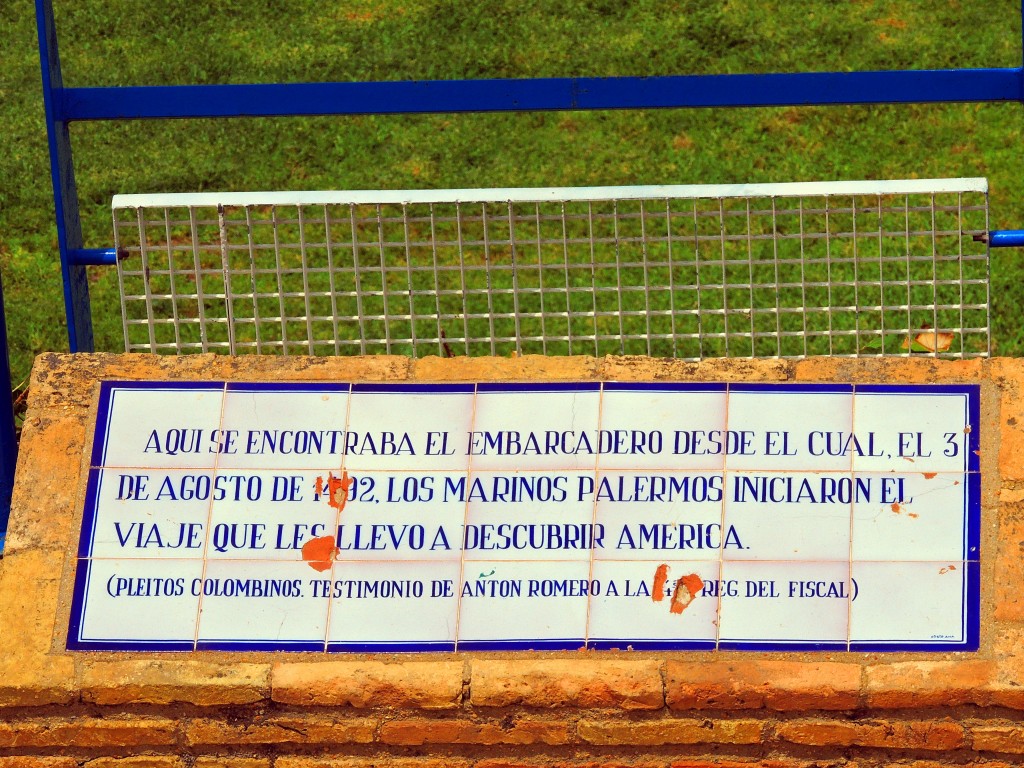 AQUI SE ENCONTRABA EL EMBARCADERO DESDE EL CUAL, EL 3
DE AGOSTO DE 1492, LOS MARINOS PALERMOS INICIARON EL
VIAJE QUE LES LLEVO A DESCUBRIR AMERICA.
(PLEITOS COLOMBINOS. TESTIMONIO DE ANTON ROMERO A LA REG. DEL FISCAL)